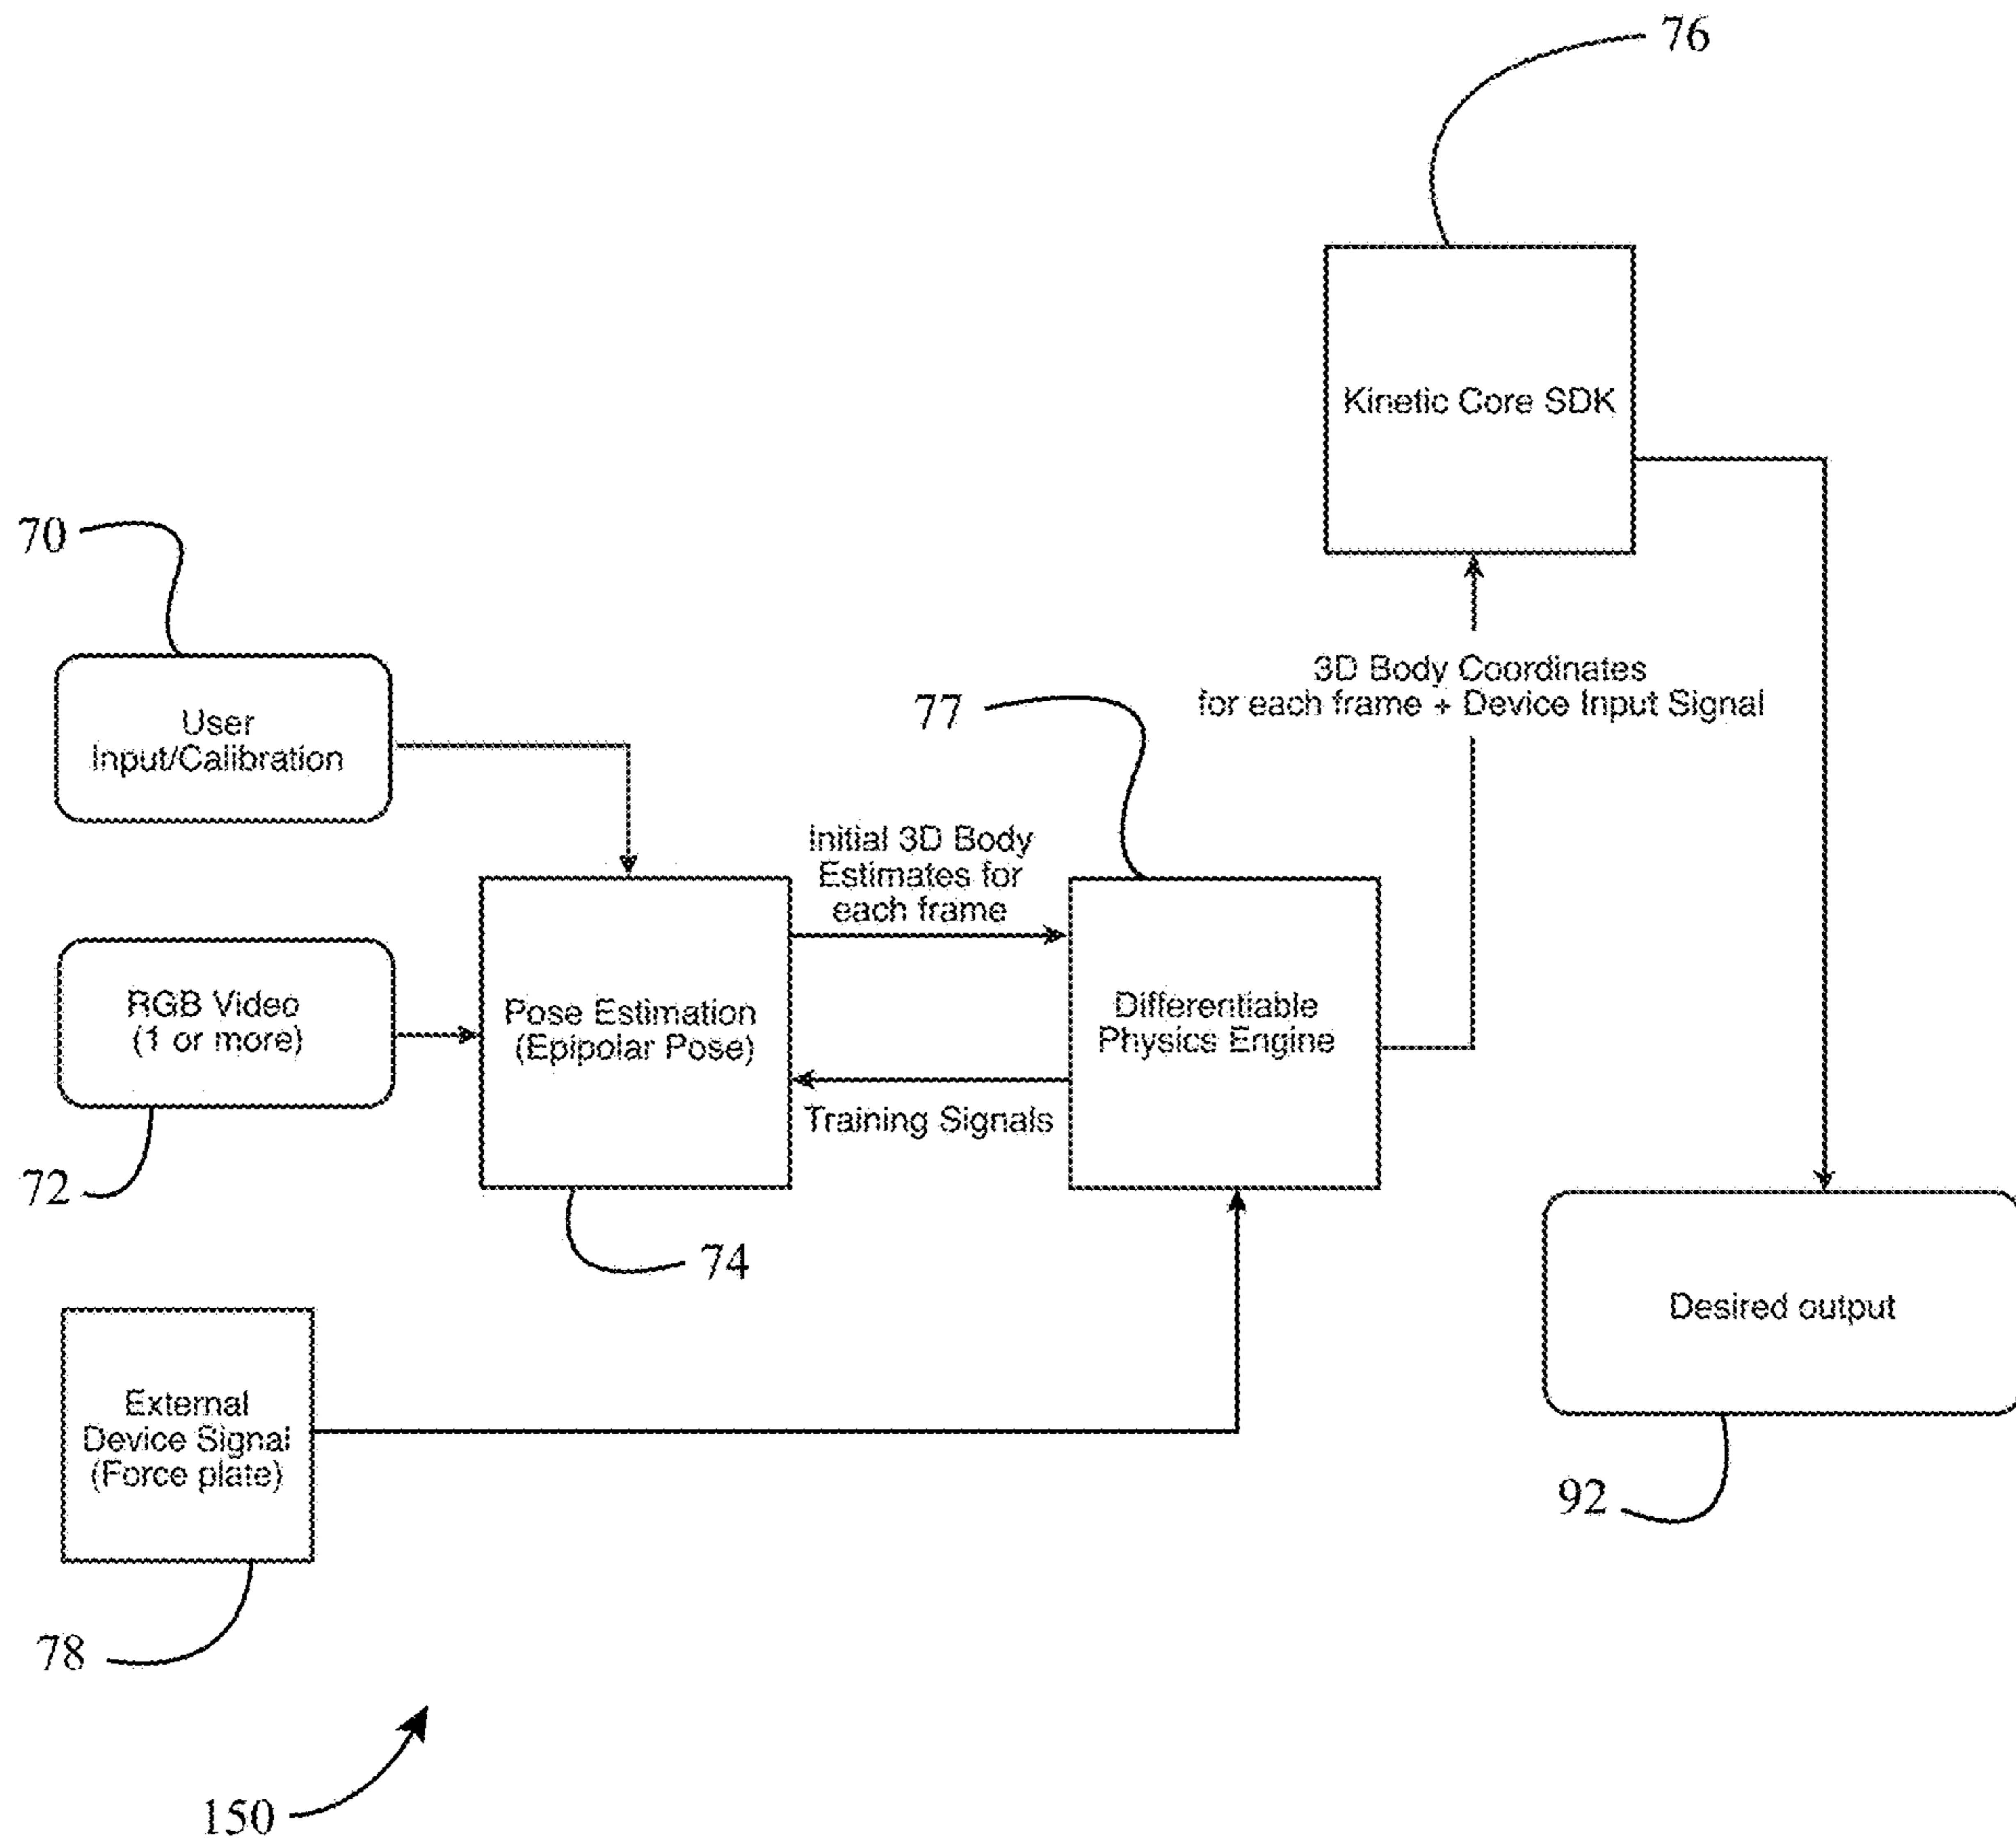 76
Kinetic Core SDK
70
User
Input/Calibration
3D Body Coordinates
for each frame + Device Input Signal
77
Initial 3D Body
Estimates for
each frame
RGB Video
(1 or more)
Pose Estimation
(Epipolar Pose)
Differentiable
Physics Engine
Training Signals
72
74
Desired output
External
Device Signal
(Force plate)
92
78
150